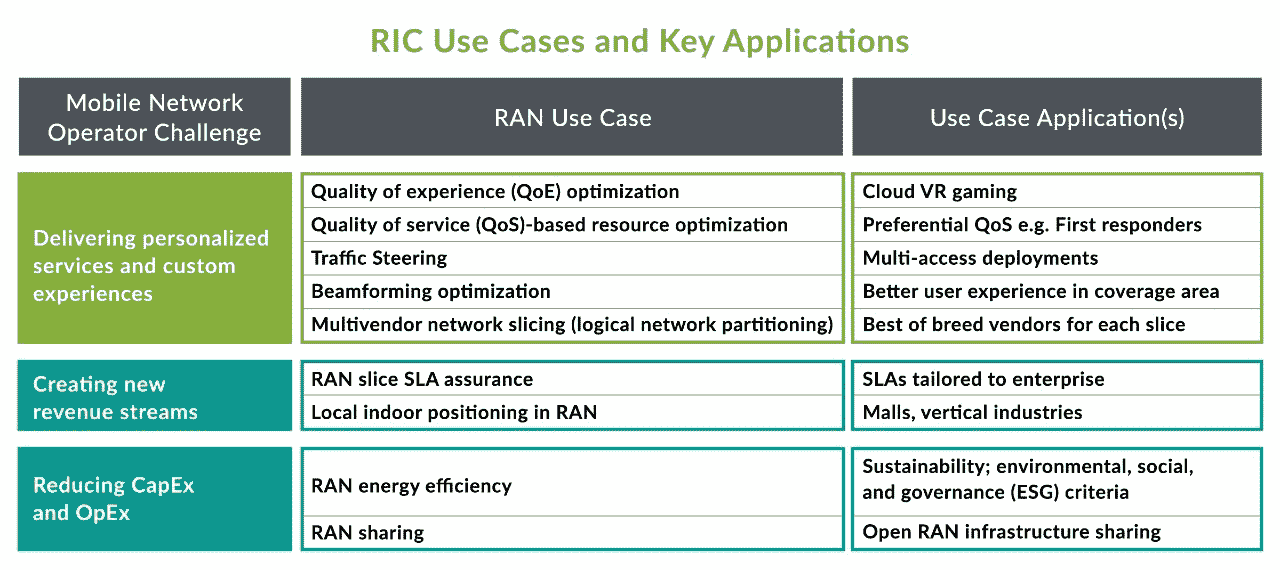 RIC Use Cases and Key Applications
Mobile Network
Operator Challenge
RAN Use Case
Use Case Application(s)
Delivering personalized
services and custom
experiences
Quality of experience (QoE) optimization
Cloud VR gaming
Quality of service (QoS)-based resource optimization
Preferential QoS e.g. First responders
Traffic Steering
Multi-access deployments
Beamforming optimization
Better user experience in coverage area
Multivendor network slicing (logical network partitioning)
Best of breed vendors for each slice
Creating new
revenue streams
RAN slice SLA assurance
SLAs tailored to enterprise
Local indoor positioning in RAN
Malls, vertical industries
Reducing CapEx
and OpEx
RAN energy efficiency
Sustainability; environmental, social,
and governance (ESG) criteria
RAN sharing
Open RAN infrastructure sharing